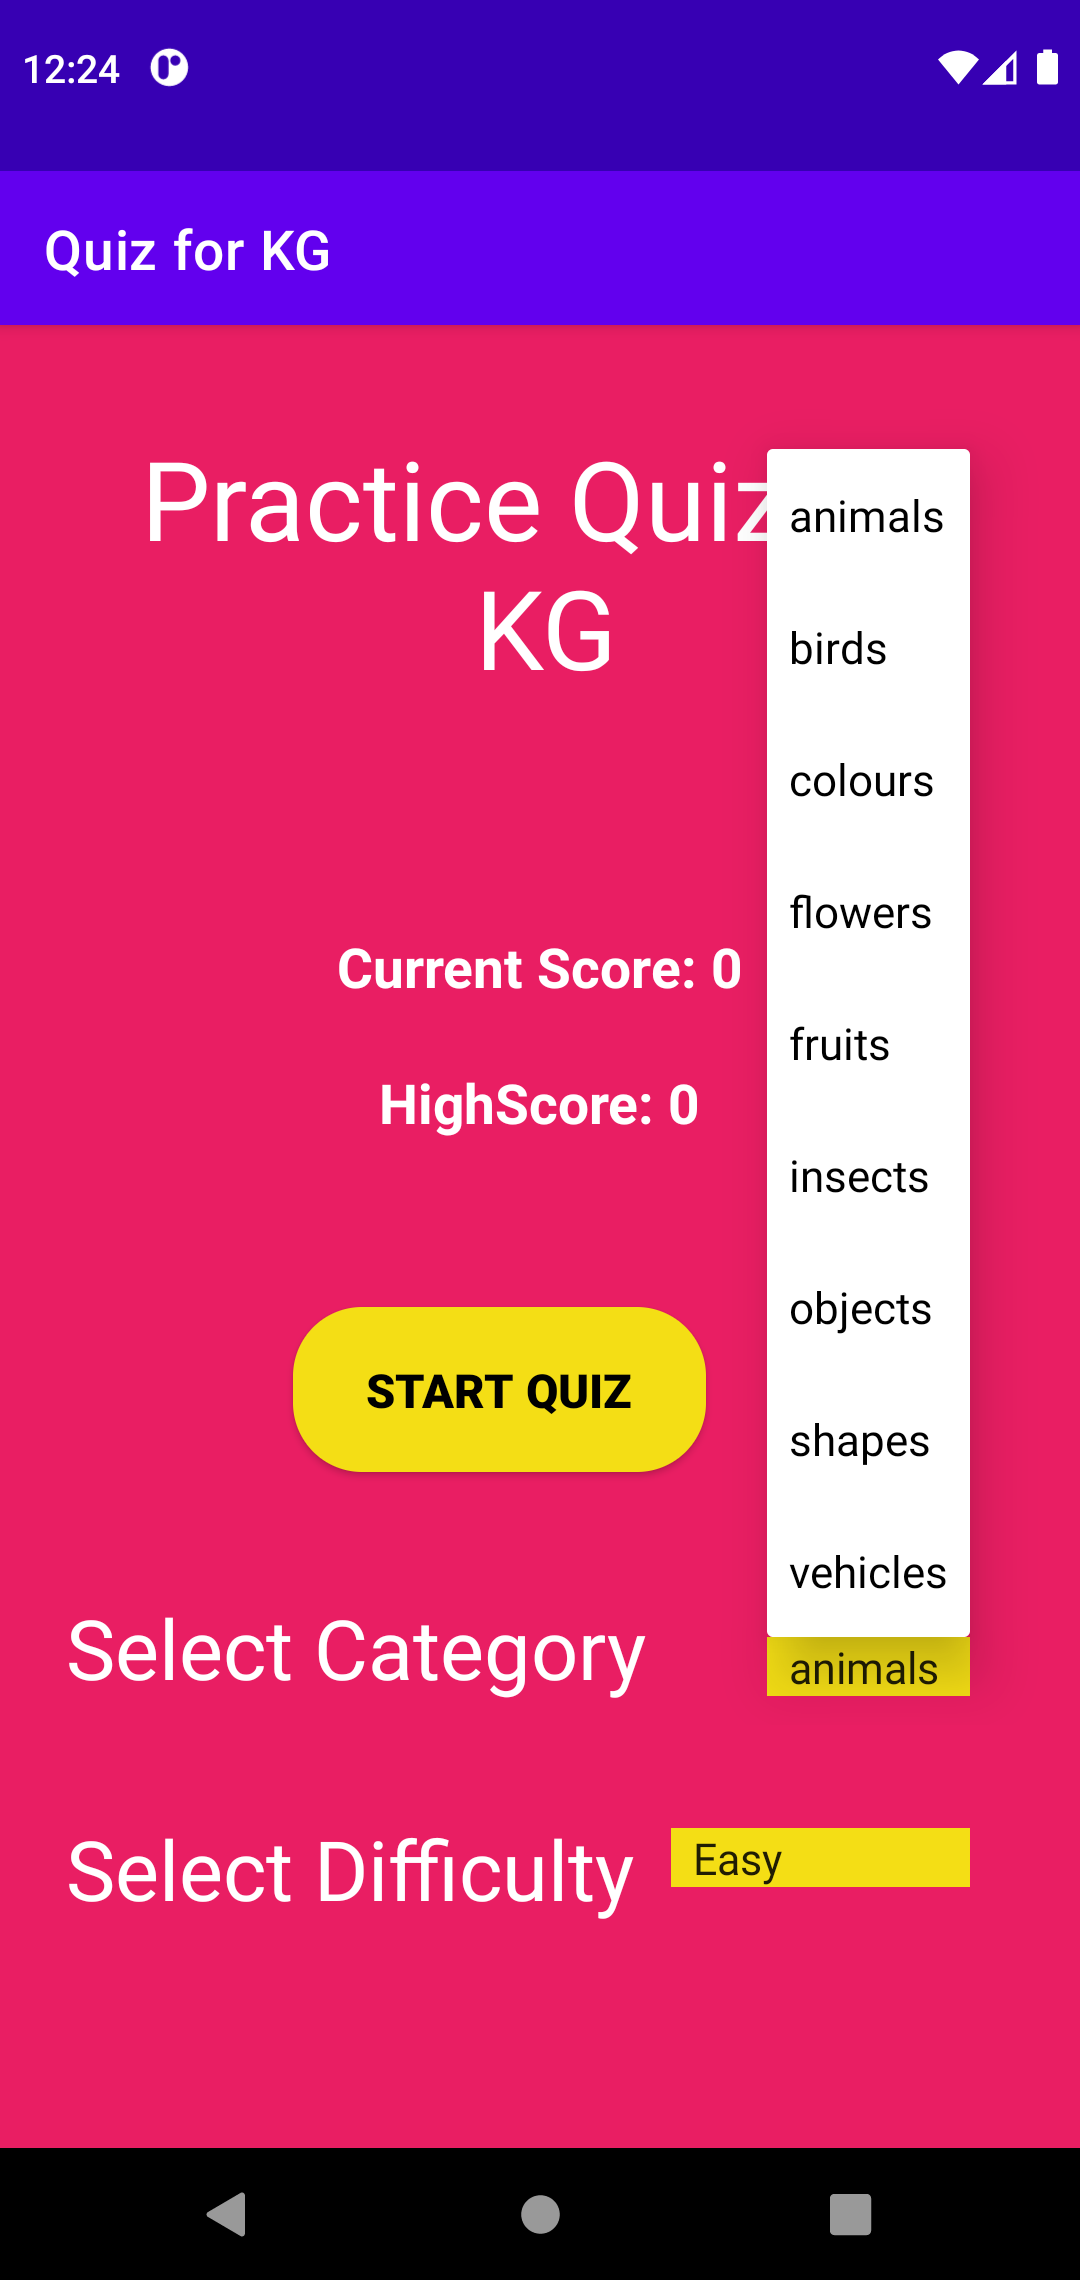 12:24
Quiz for KG
Practice Quiz
KG
Current Score: 0
HighScore: 0
START QUIZ
animals
birds
colours
flowers
fruits
insects
objects
shapes
vehicles
Select Category
animals
Select Difficulty
Easy